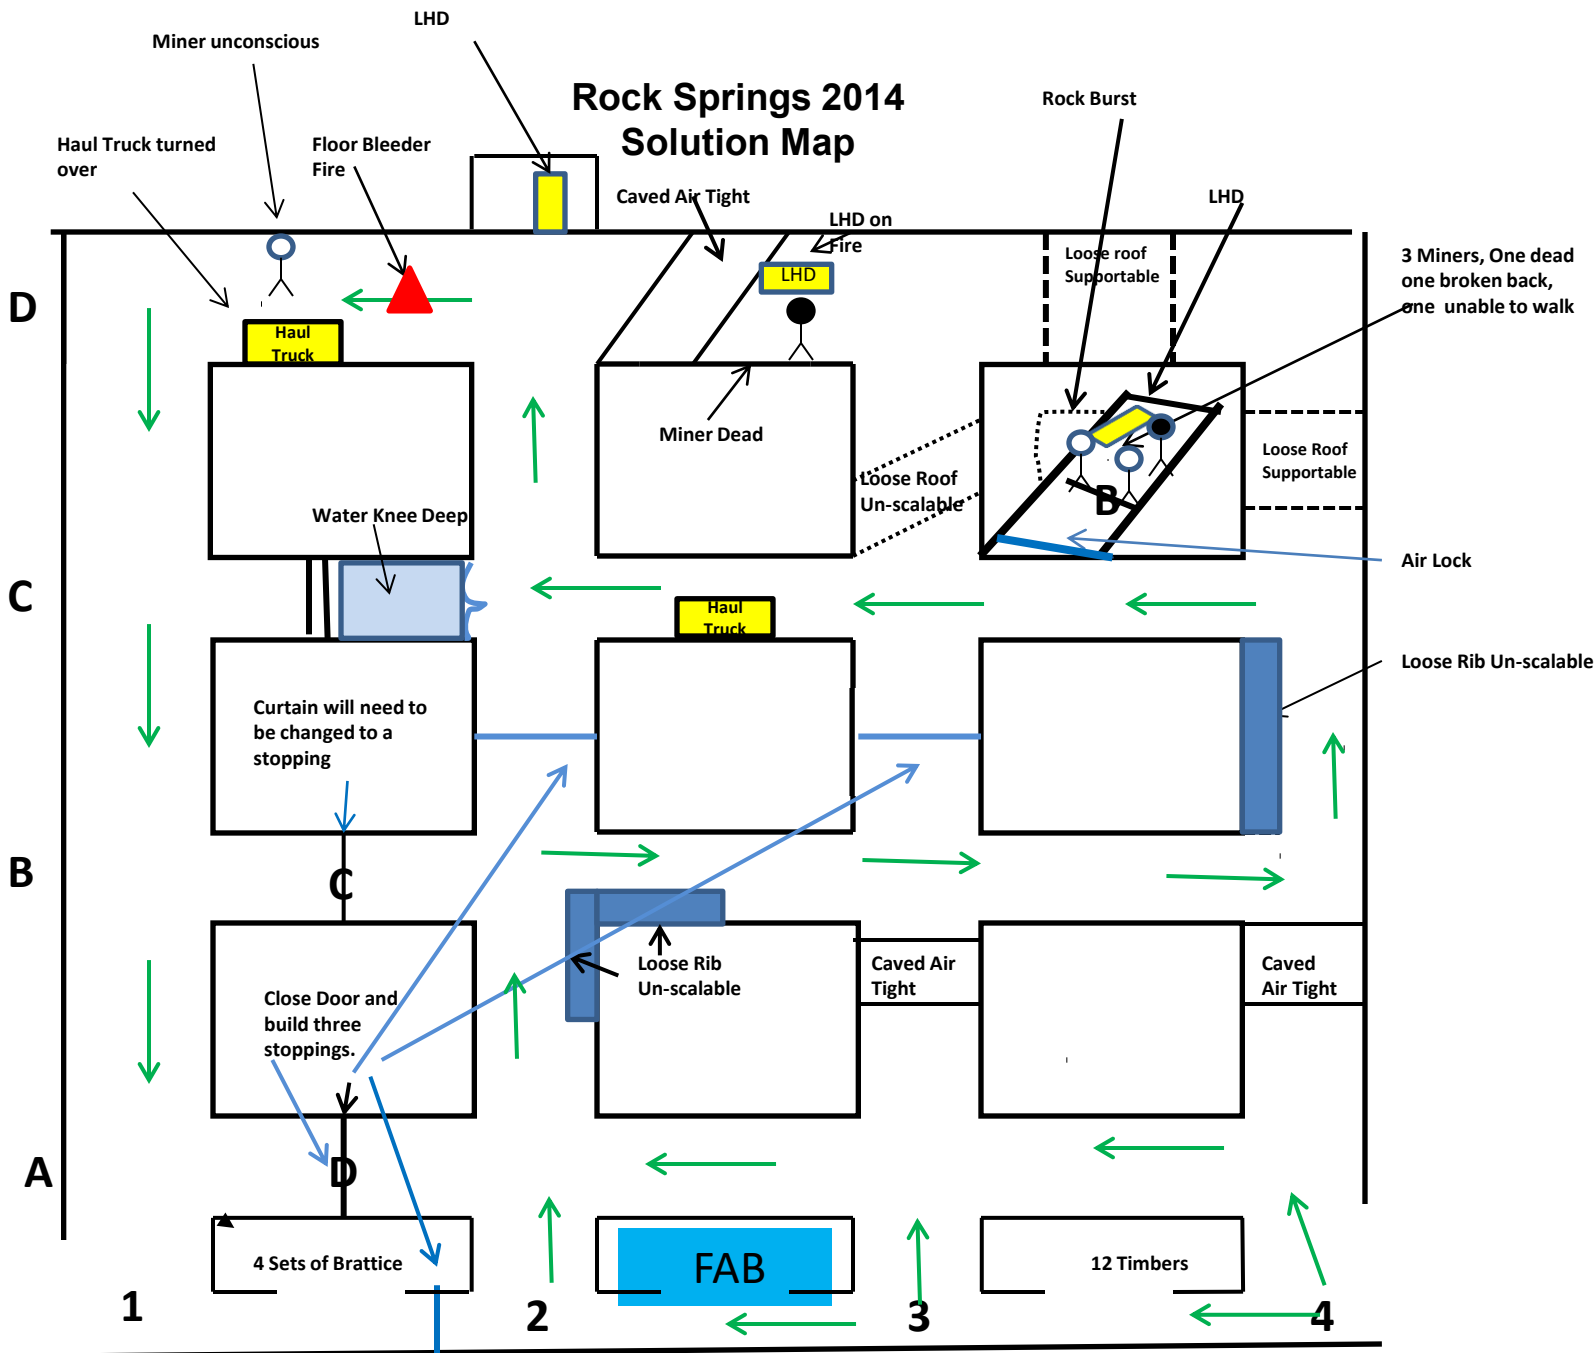 LHD
Miner unconscious
Rock Springs 2014
Solution Map
Rock Burst
Haul Truck turned
over
Floor Bleeder
Fire
Caved Air Tight
LHD on
Fire
LHD
Loose roof
Supportable
3 Miners, One dead
one broken back,
one unable to walk
D
LHD
Haul
Truck
Miner Dead
Loose Roof
Un-scalable
Loose Roof
Supportable
B
Water Knee Deep
Air Lock
C
Haul
Truck
Loose Rib Un-scalable
Curtain will need to
be changed to a
stopping
B
C
Loose Rib
Un-scalable
Caved Air
Tight
Caved
Air Tight
Close Door and
build three
stoppings.
A
D
4 Sets of Brattice
FAB
12 Timbers
1
2
3
4